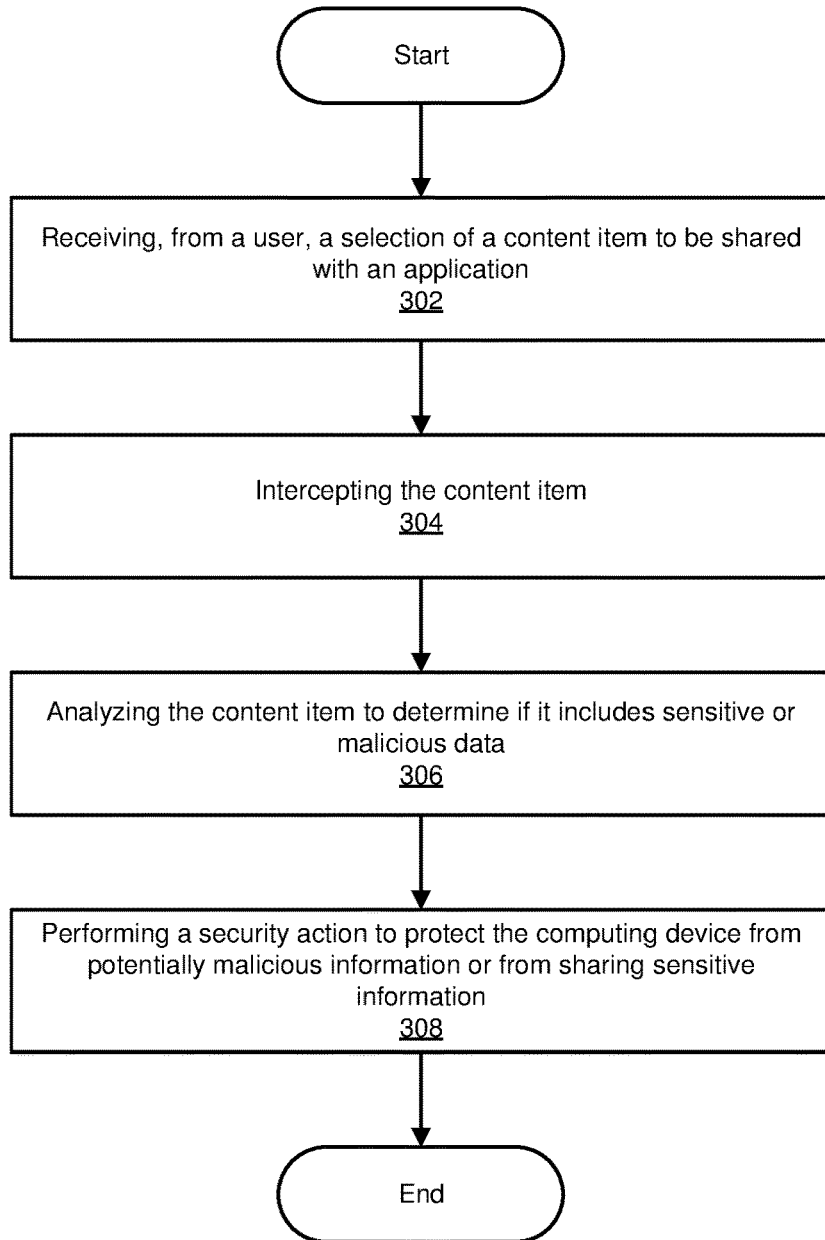 Start
Receiving, from a user, a selection of a content item to be shared
with an application
302
Intercepting the content item
304
Analyzing the content item to determine if it includes sensitive or
malicious data
306
Performing a security action to protect the computing device from
potentially malicious information or from sharing sensitive
information
308
End